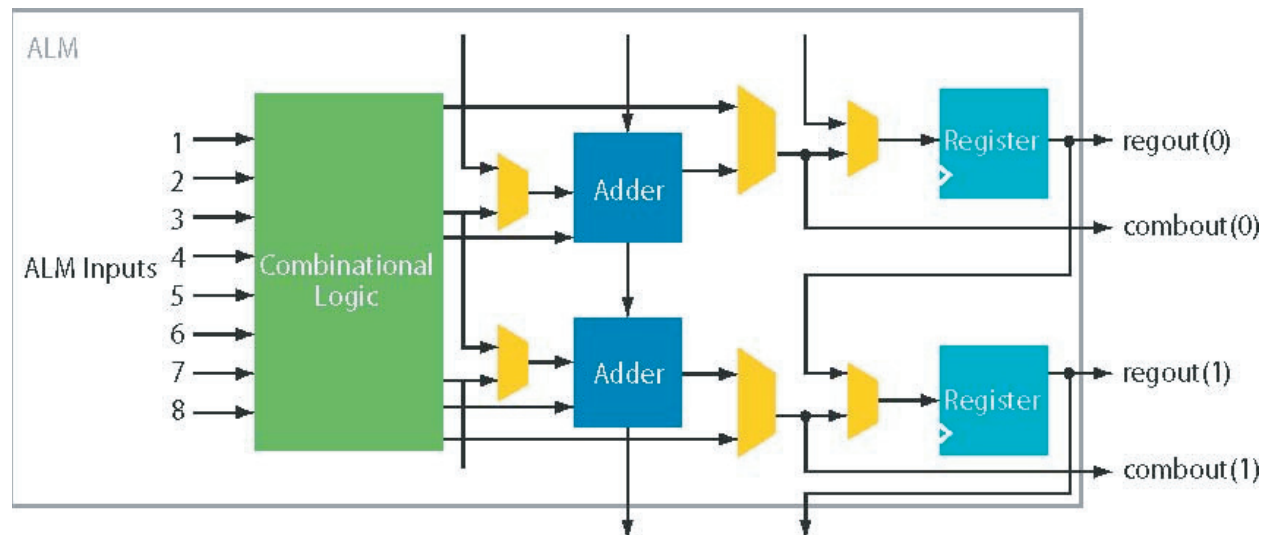 ALM
1
2
3
ALM Inputs 4
5
6
7
8
Combinational
Logic
Adder
Adder
Register
Register
regout(0)
combout(0)
regout(1)
combout(1)